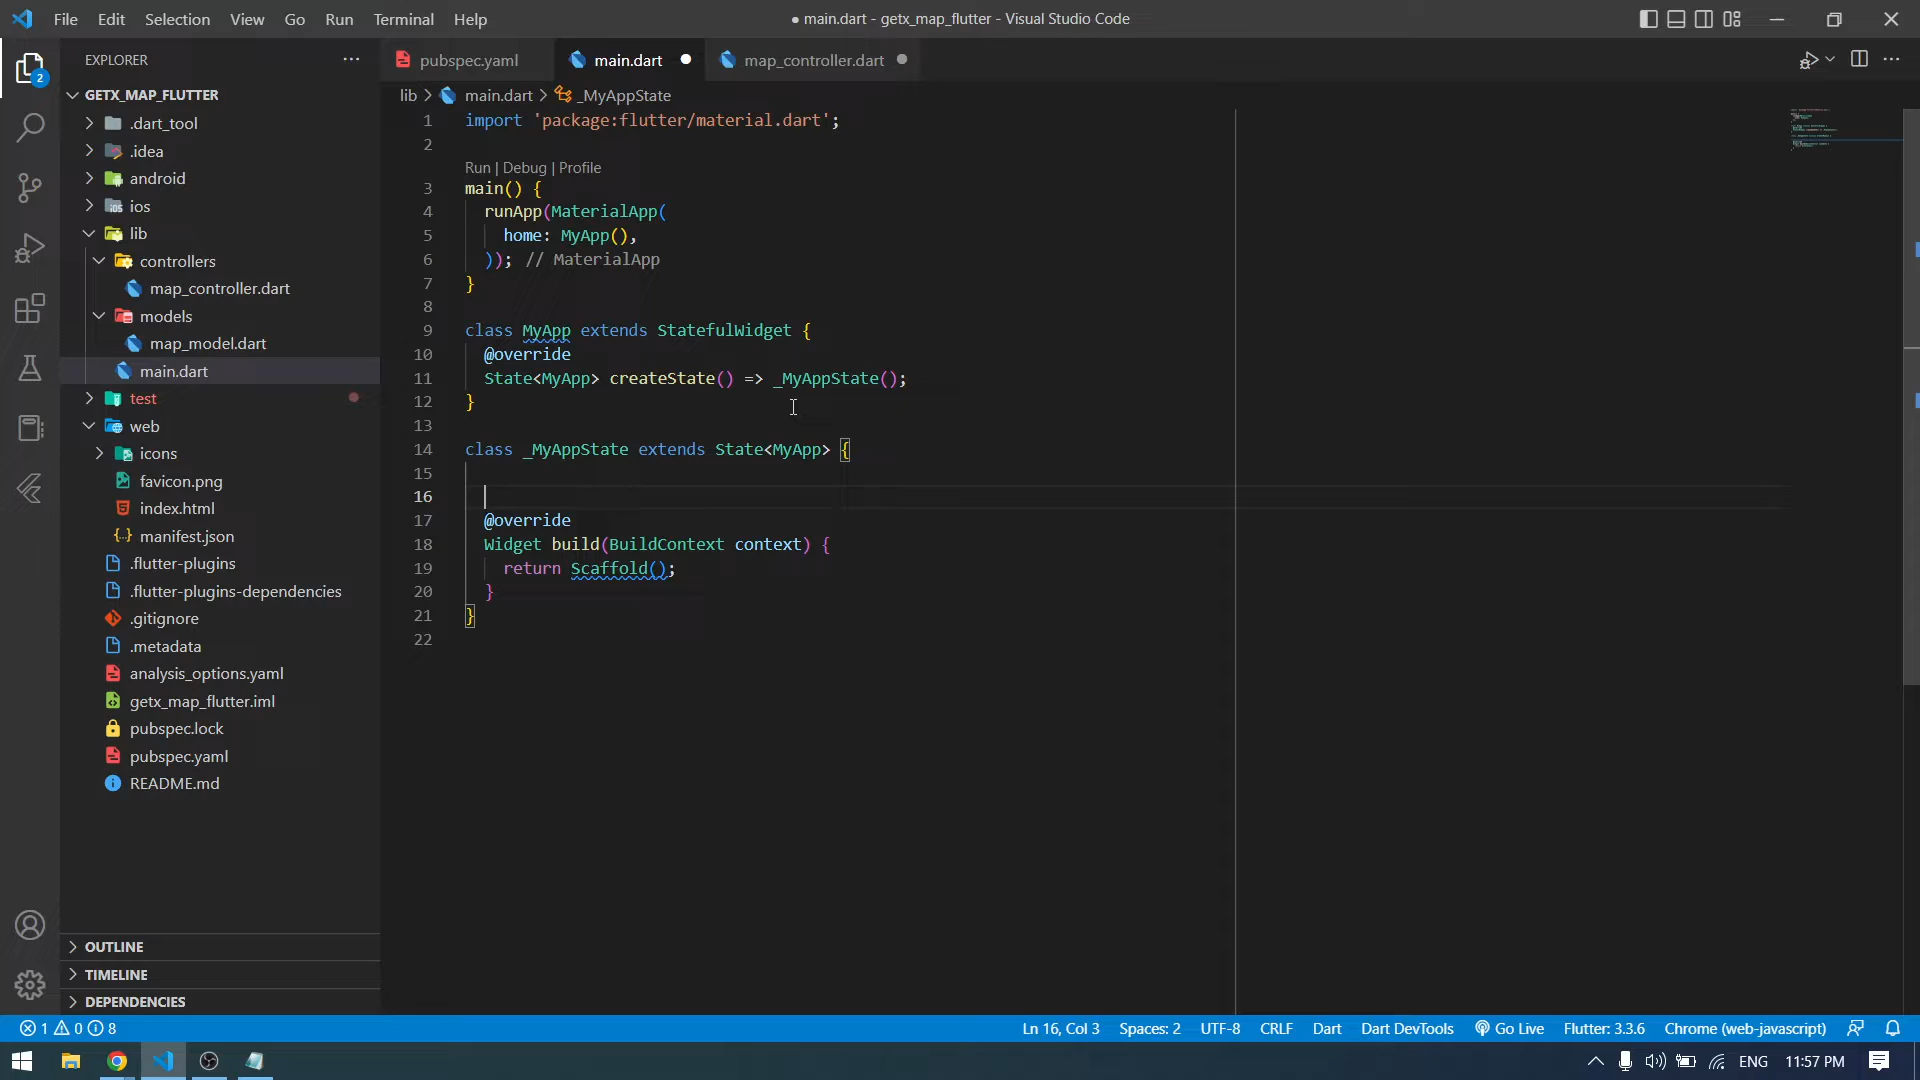 File Edit Selection View Go Run Terminal Help
● main.dart - getx_map_flutter - Visual Studio Code
EXPLORER
2
GETX_MAP_FLUTTER
.dart_tool
.idea
android
ios
lib
controllers
map_controller.dart
models
map_model.dart
main.dart
test
web
icons
favicon.png
index.html
manifest.json
.flutter-plugins
.flutter-plugins-dependencies
.gitignore
.metadata
analysis_options.yaml
getx_map_flutter.iml
pubspec.lock
pubspec.yaml
README.md
OUTLINE
TIMELINE
DEPENDENCIES
pubspec.yaml main.dart map_controller.dart
lib > main.dart > _MyAppState
1 import 'package:flutter/material.dart';
2
Run | Debug | Profile
3 main() {
4 runApp(MaterialApp(
5 home: MyApp(),
6 )); // MaterialApp
7 }
8
9 class MyApp extends StatefulWidget {
10 @override
11 State<MyApp> createState() => _MyAppState();
12 }
13
14 class _MyAppState extends State<MyApp> {
15
16
17 @override
18 Widget build(BuildContext context) {
19 return Scaffold();
20 }
21 }
22
1 0 8
Ln 16, Col 3 Spaces: 2 UTF-8 CRLF Dart Dart DevTools Go Live Flutter: 3.3.6 Chrome (web-javascript)
ENG 11:57 PM